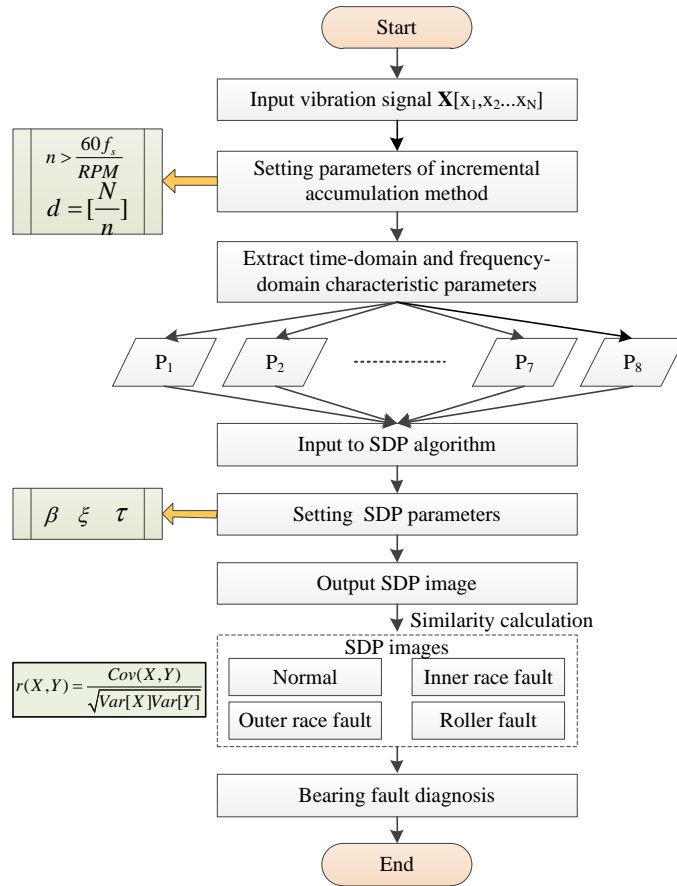 Start
Input vibration signal X[x₁,x₂...x_N]
n > 60f_s / RPM
d = [N / n]
Setting parameters of incremental
accumulation method
Extract time-domain and frequency-
domain characteristic parameters
P₁ P₂ P₇ P₈
Input to SDP algorithm
β ξ τ
Setting SDP parameters
Output SDP image
Similarity calculation
SDP images
r(X,Y) = Cov(X,Y) / √Var[X]Var[Y]
Normal Inner race fault
Outer race fault Roller fault
Bearing fault diagnosis
End